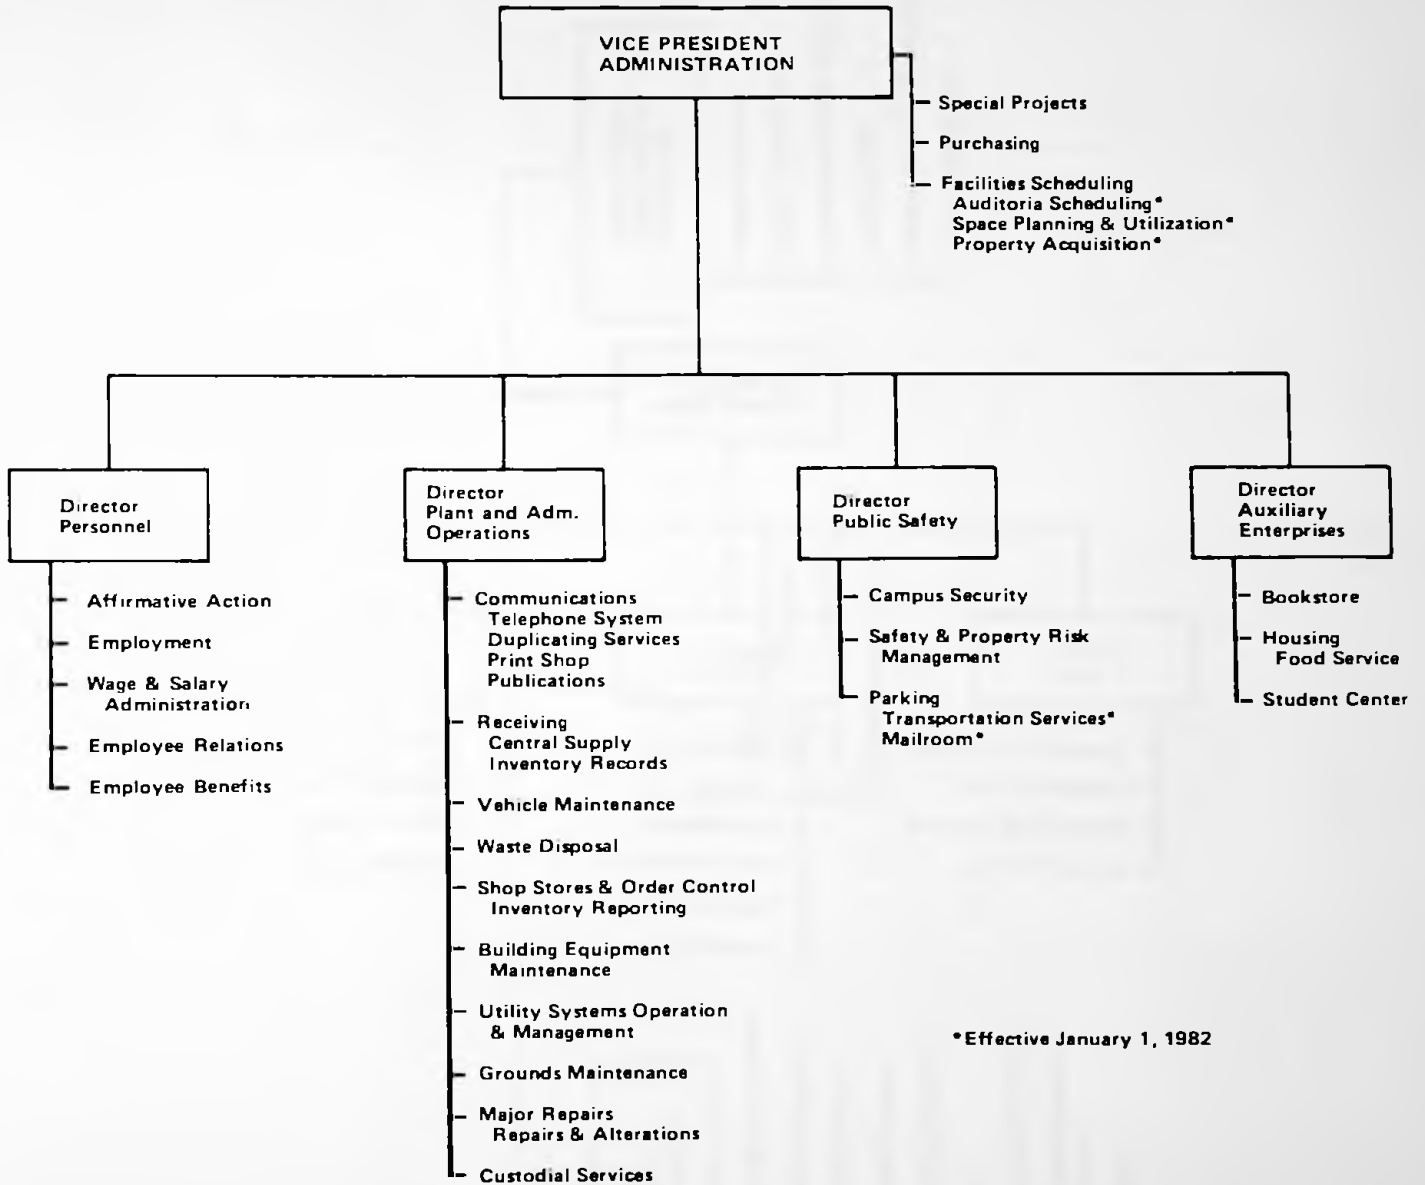 VICE PRESIDENT
ADMINISTRATION
Special Projects
Purchasing
Facilities Scheduling
Auditoria Scheduling*
Space Planning & Utilization*
Property Acquisition*
Director
Personnel
Affirmative Action
Employment
Wage & Salary
Administration
Employee Relations
Employee Benefits
Director
Plant and Adm.
Operations
Communications
Telephone System
Duplicating Services
Print Shop
Publications
Receiving
Central Supply
Inventory Records
Vehicle Maintenance
Waste Disposal
Shop Stores & Order Control
Inventory Reporting
Building Equipment
Maintenance
Utility Systems Operation
& Management
Grounds Maintenance
Major Repairs
Repairs & Alterations
Custodial Services
Director
Public Safety
Campus Security
Safety & Property Risk
Management
Parking
Transportation Services*
Mailroom*
Director
Auxiliary
Enterprises
Bookstore
Housing
Food Service
Student Center
*Effective January 1, 1982